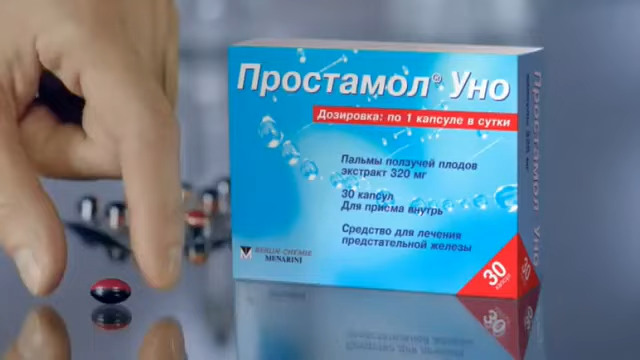 Простамол® Уно
Дозировка: по 1 капсуле в сутки
Пальмы ползучей плодов
экстракт 320 мг
30 капсул
Для приема внутрь
Средство для лечения
предстательной железы
BERLIN-CHEMIE
MENARINI
30
капсул
Простамол Уно